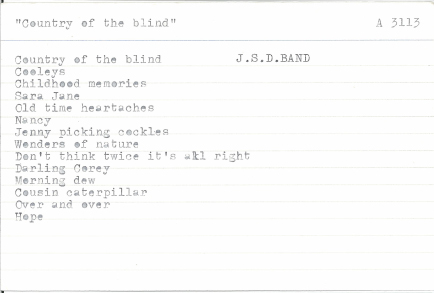 "Country of the blind" A 3113
Country of the blind J.S.D.BAND
Cooleys
Childhood memories
Sara Jane
Old time heartaches
Nancy
Jenny picking cockles
Wonders of nature
Don't think twice it's all right
Darling Corey
Morning dew
Cousin caterpillar
Over and over
Hope